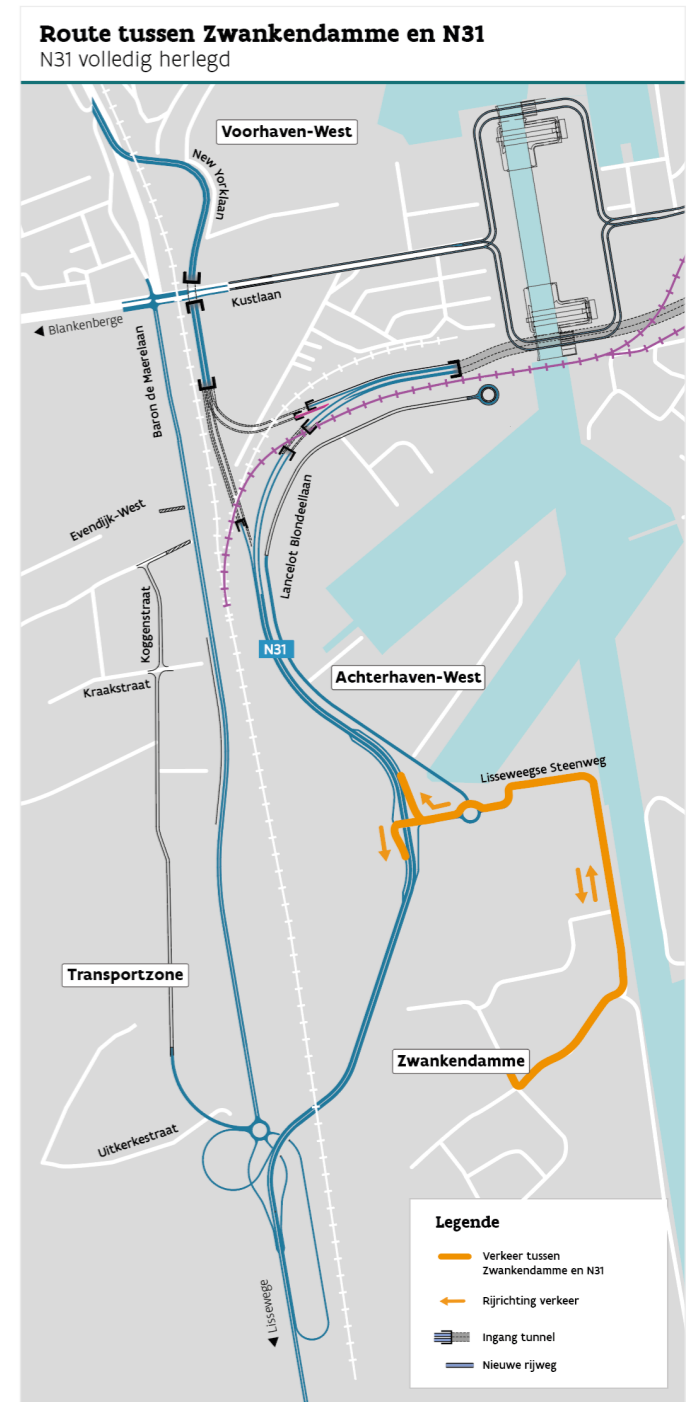 Route tussen Zwankendamme en N31
N31 volledig herlegd
Voorhaven-West
New Yorklaan
Kustlaan
◀ Blankenberge
Baron de Maerelaan
Evendijk-West
Lancelot Blondeellaan
Koggenstraat
N31
Achterhaven-West
Kraakstraat
Lisseweegse Steenweg
Transportzone
Zwankendamme
Uitkerkestraat
◀ Lissewege
Legende
Verkeer tussen
Zwankendamme en N31
Rijrichting verkeer
Ingang tunnel
Nieuwe rijweg